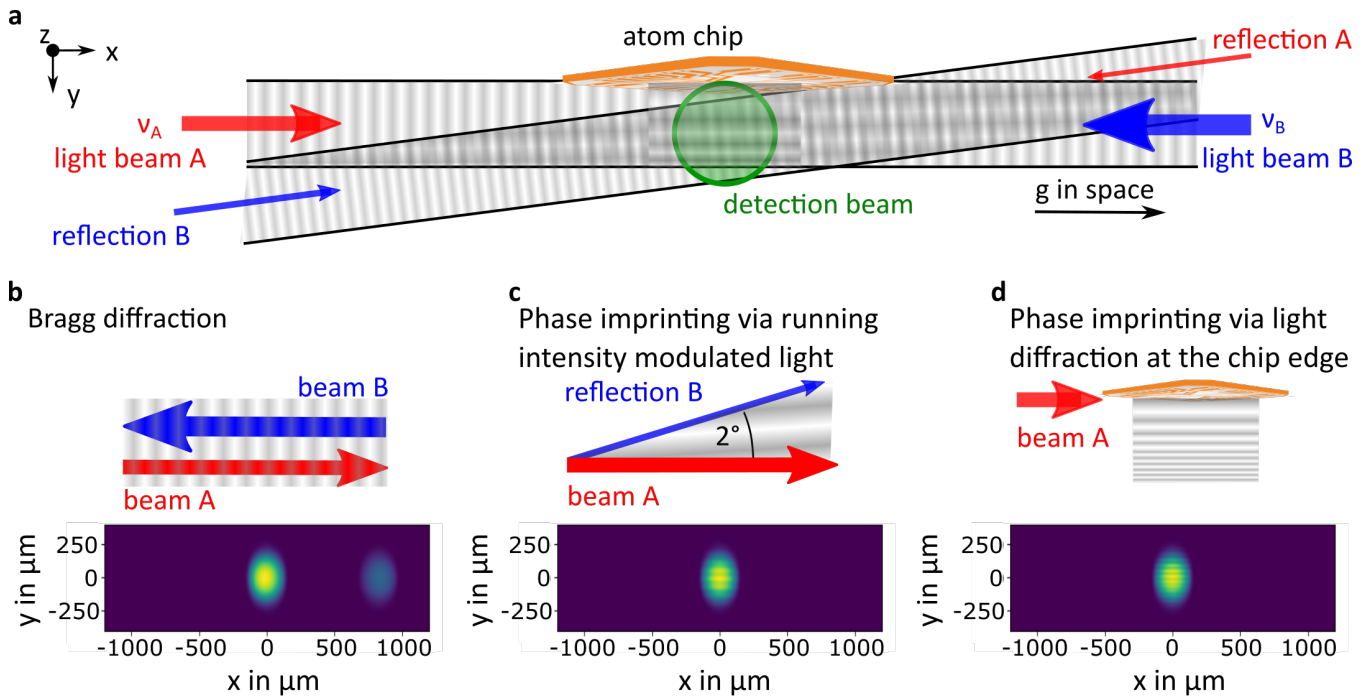 a
z
x
y
atom chip
reflection A
ν_A
light beam A
ν_B
light beam B
detection beam
g in space
reflection B
b
Bragg diffraction
beam B
beam A
c
Phase imprinting via running
intensity modulated light
reflection B
2°
beam A
d
Phase imprinting via light
diffraction at the chip edge
beam A
y in µm
250
0
-250
-1000 -500 0 500 1000
x in µm
y in µm
250
0
-250
-1000 -500 0 500 1000
x in µm
y in µm
250
0
-250
-1000 -500 0 500 1000
x in µm